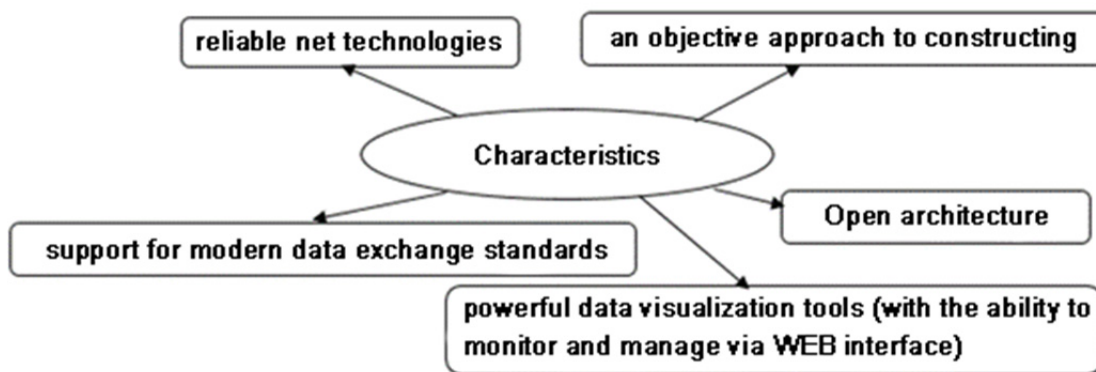 reliable net technologies
an objective approach to constructing
Characteristics
Open architecture
support for modern data exchange standards
powerful data visualization tools (with the ability to
monitor and manage via WEB interface)